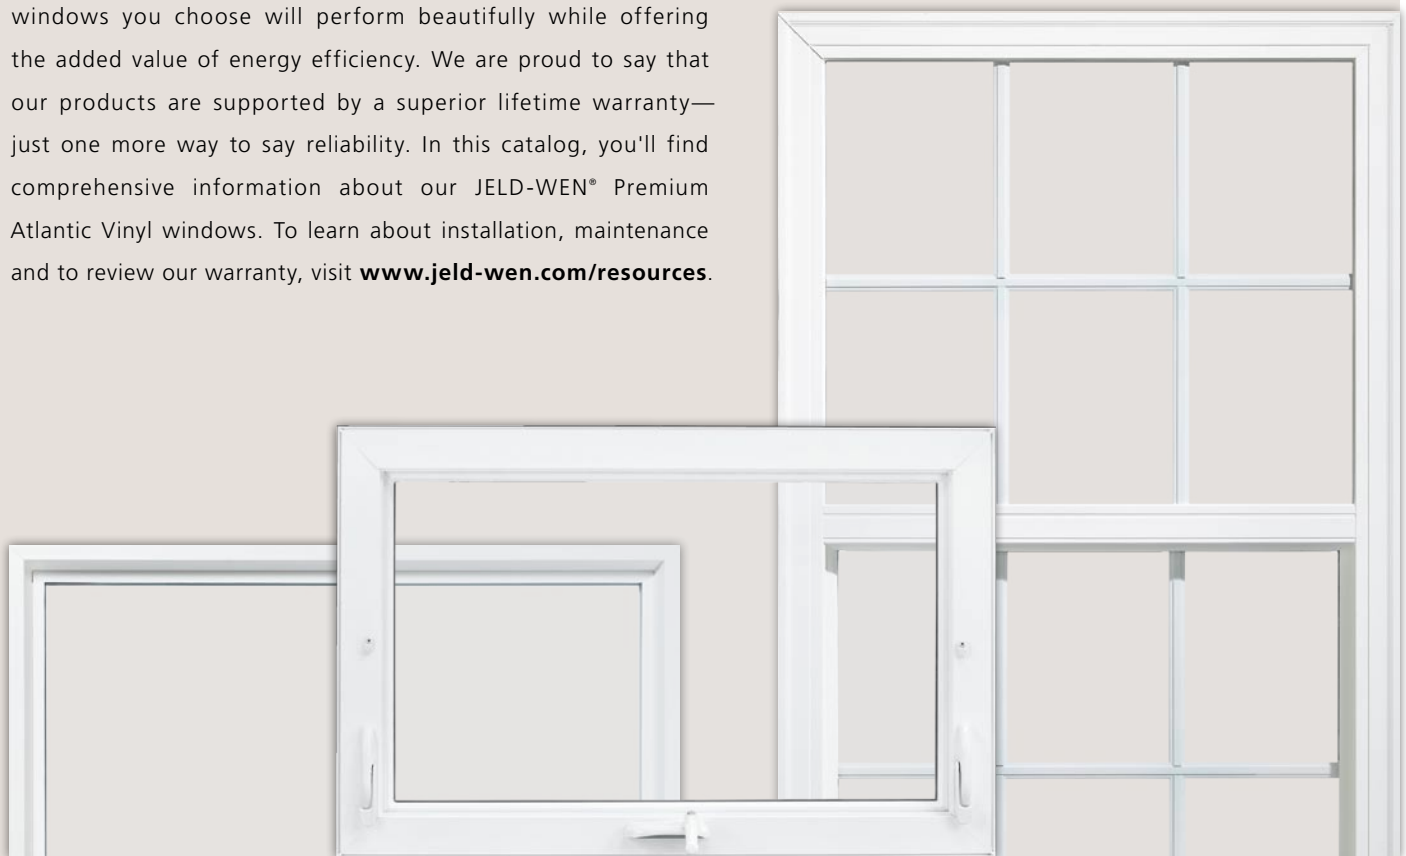 windows you choose will perform beautifully while offering
the added value of energy efficiency. We are proud to say that
our products are supported by a superior lifetime warranty—
just one more way to say reliability. In this catalog, you'll find
comprehensive information about our JELD-WEN® Premium
Atlantic Vinyl windows. To learn about installation, maintenance
and to review our warranty, visit www.jeld-wen.com/resources.